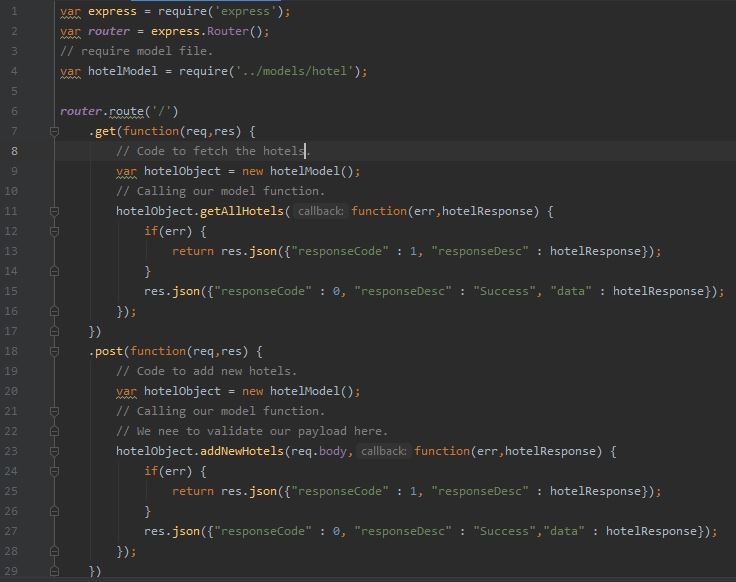 1 var express = require('express');
2 var router = express.Router();
3 // require model file.
4 var hotelModel = require('../models/hotel');
5
6 router.route('/')
7 .get(function(req,res) {
8 // Code to fetch the hotels.
9 var hotelObject = new hotelModel();
10 // Calling our model function.
11 hotelObject.getAllHotels( callback: function(err,hotelResponse) {
12 if(err) {
13 return res.json({"responseCode" : 1, "responseDesc" : hotelResponse});
14 }
15 res.json({"responseCode" : 0, "responseDesc" : "Success", "data" : hotelResponse});
16 });
17 })
18 .post(function(req,res) {
19 // Code to add new hotels.
20 var hotelObject = new hotelModel();
21 // Calling our model function.
22 // We nee to validate our payload here.
23 hotelObject.addNewHotels(req.body, callback: function(err,hotelResponse) {
24 if(err) {
25 return res.json({"responseCode" : 1, "responseDesc" : hotelResponse});
26 }
27 res.json({"responseCode" : 0, "responseDesc" : "Success","data" : hotelResponse});
28 });
29 })